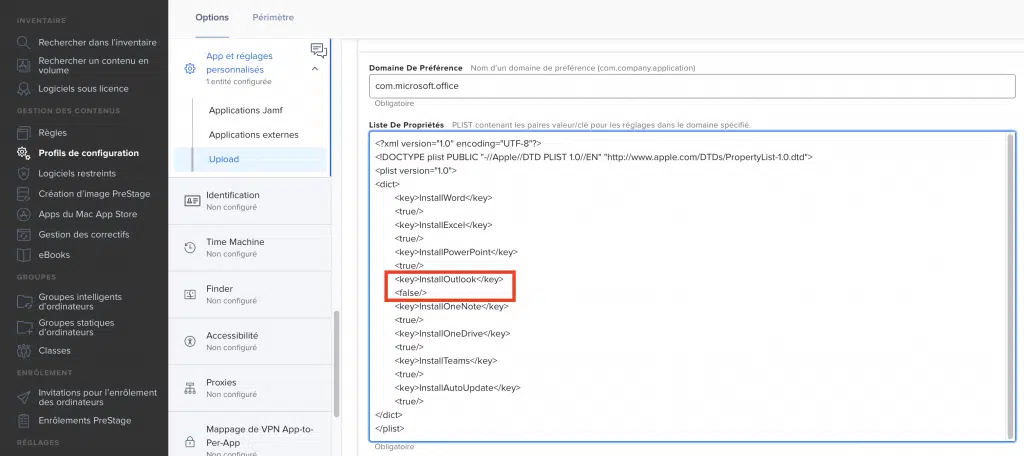 INVENTAIRE
Rechercher dans l'inventaire
Rechercher un contenu en
volume
Logiciels sous licence
GESTION DES CONTENUS
Règles
Profils de configuration
Logiciels restreints
Création d'image PreStage
Apps du Mac App Store
Gestion des correctifs
eBooks
GROUPES
Groupes intelligents
d'ordinateurs
Groupes statiques
d'ordinateurs
Classes
ENRÔLEMENT
Invitations pour l'enrôlement
des ordinateurs
Enrôlements PreStage
RÉGLAGES
Options Périmètre
App et réglages
personnalisés
1 entité configurée
Applications Jamf
Applications externes
Upload
Identification
Non configuré
Time Machine
Non configuré
Finder
Non configuré
Accessibilité
Non configuré
Proxies
Non configuré
Mappage de VPN App-to-
Per-App
Non configuré
Domaine De Préférence Nom d'un domaine de préférence (com.company.application)
com.microsoft.office
Obligatoire
Liste De Propriétés PLIST contenant les paires valeur/clé pour les réglages dans le domaine spécifié.
<?xml version="1.0" encoding="UTF-8"?>
<!DOCTYPE plist PUBLIC "-//Apple//DTD PLIST 1.0//EN" "http://www.apple.com/DTDs/PropertyList-1.0.dtd">
<plist version="1.0">
<dict>
<key>InstallWord</key>
<true/>
<key>InstallExcel</key>
<true/>
<key>InstallPowerPoint</key>
<true/>
<key>InstallOutlook</key>
<false/>
<key>InstallOneNote</key>
<true/>
<key>InstallOneDrive</key>
<true/>
<key>InstallTeams</key>
<true/>
<key>InstallAutoUpdate</key>
<true/>
</dict>
</plist>
Obligatoire